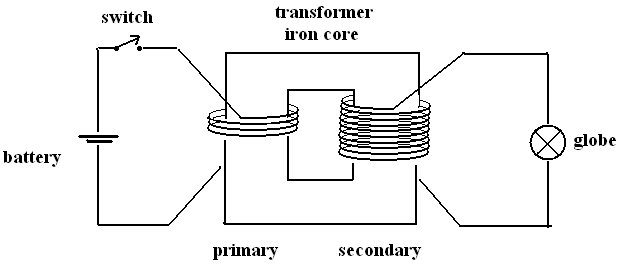 switch
transformer
iron core
battery
globe
primary
secondary